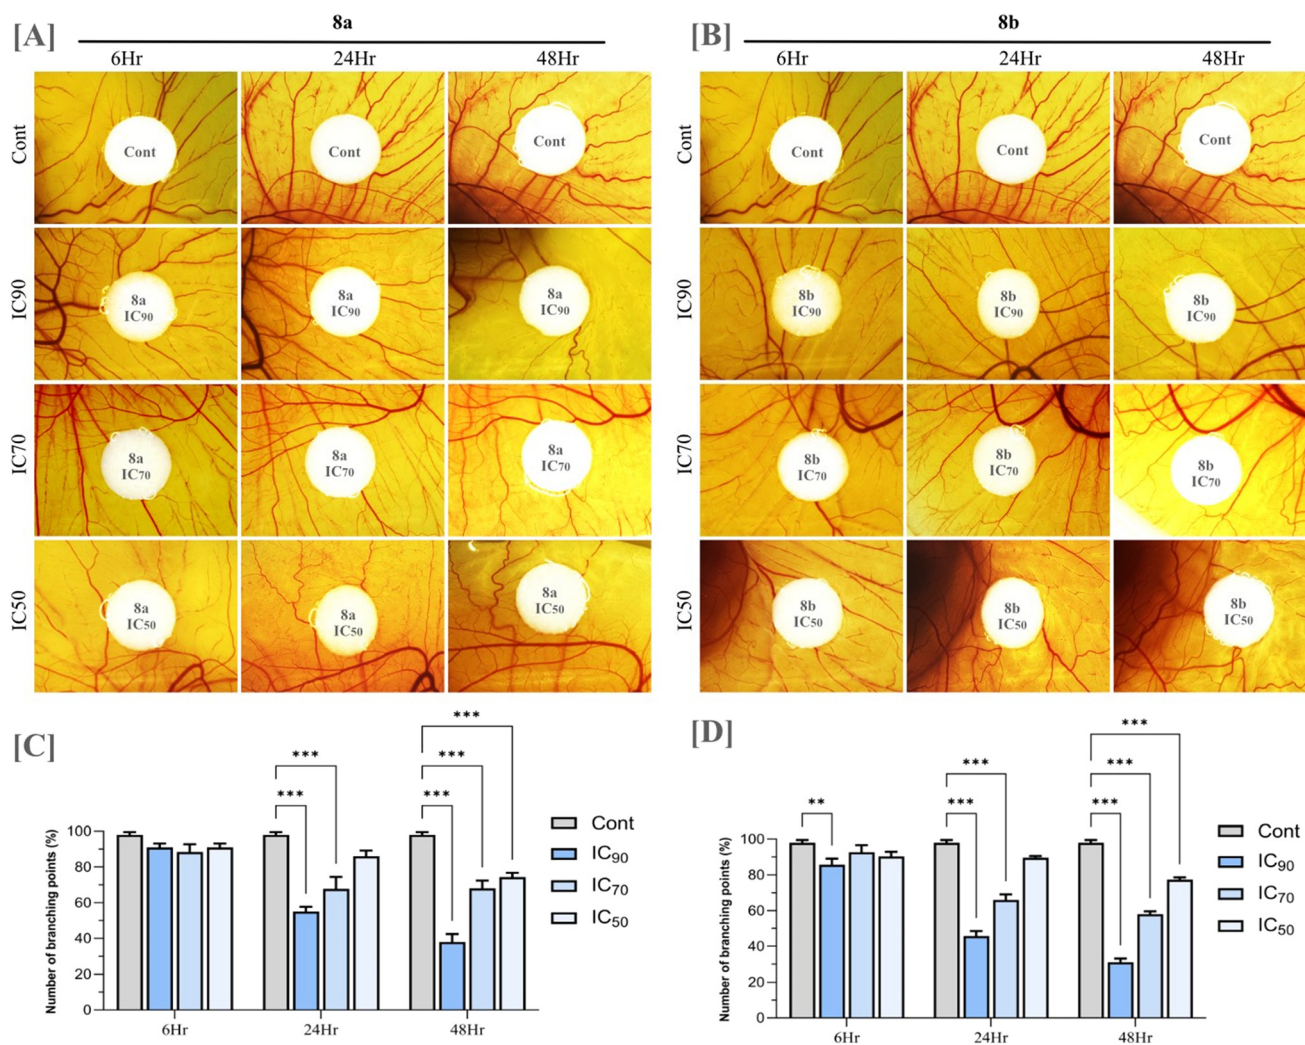 [A]
8a
6Hr 24Hr 48Hr
Cont
Cont Cont Cont
IC90
8a IC90 8a IC90 8a IC90
IC70
8a IC70 8a IC70 8a IC70
IC50
8a IC50 8a IC50 8a IC50
[B]
8b
6Hr 24Hr 48Hr
Cont
Cont Cont Cont
IC90
8b IC90 8b IC90 8b IC90
IC70
8b IC70 8b IC70 8b IC70
IC50
8b IC50 8b IC50 8b IC50
[C]
***
*** ***
*** ***
Number of branching points (%)
100
80
60
40
20
0
6Hr 24Hr 48Hr
Cont
IC90
IC70
IC50
[D]
***
*** ***
** *** ***
Number of branching points (%)
100
80
60
40
20
0
6Hr 24Hr 48Hr
Cont
IC90
IC70
IC50